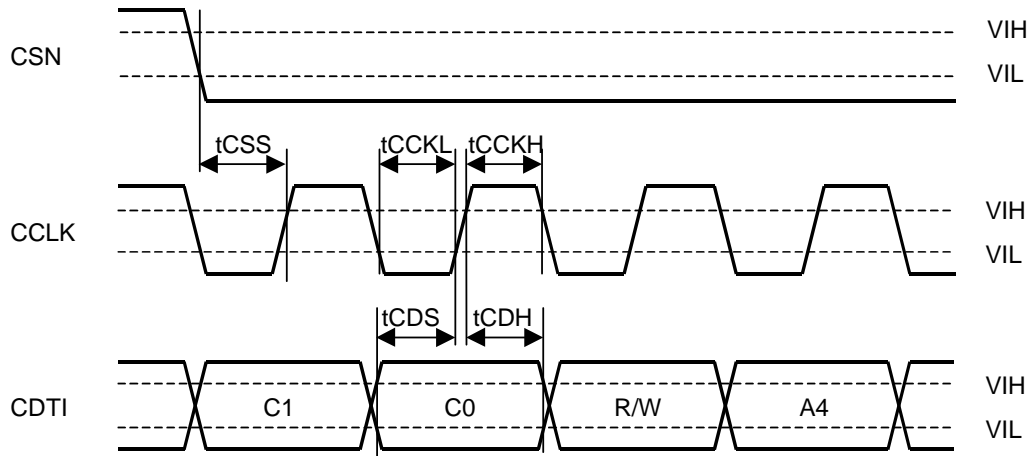 CSN
VIH
VIL
tCSS
tCCKL
tCCKH
CCLK
VIH
VIL
tCDS
tCDH
CDTI
C1
C0
R/W
A4
VIH
VIL